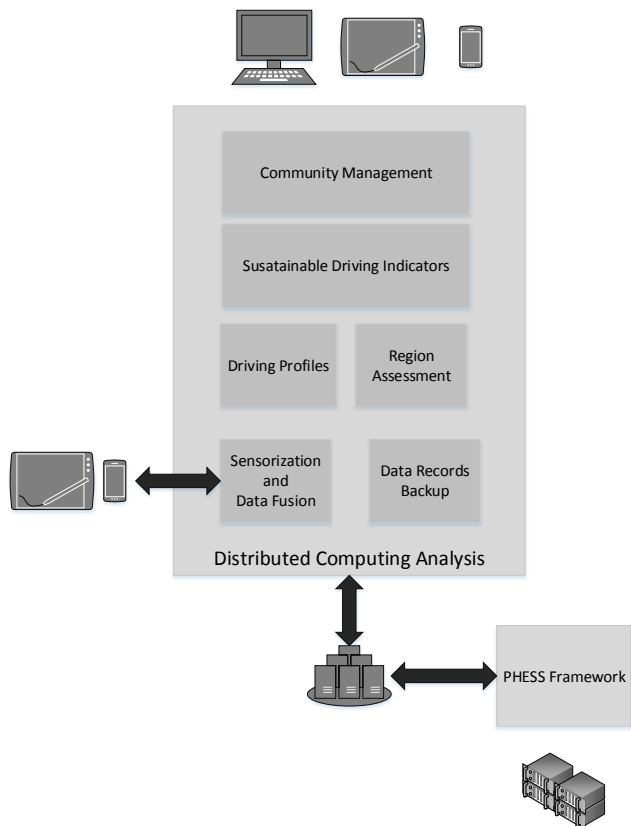 Community Management
Susatainable Driving Indicators
Driving Profiles
Region
Assessment
Sensorization
and
Data Fusion
Data Records
Backup
Distributed Computing Analysis
PHESS Framework